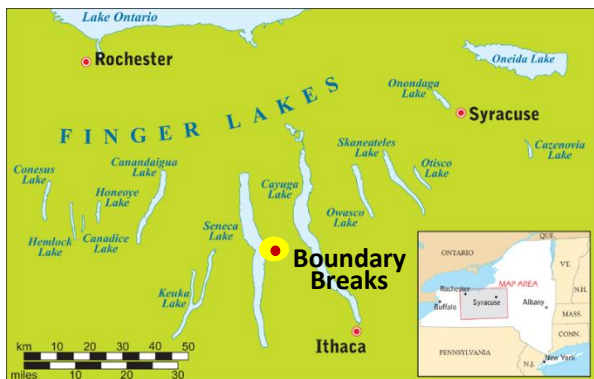 Lake Ontario
Rochester
Oneida Lake
Onondaga
Lake
Syracuse
FINGER LAKES
Skaneateles
Lake
Cazenovia
Lake
Otisco
Lake
Conesus
Lake
Canandaigua
Lake
Honeoye
Lake
Cayuga
Lake
Owasco
Lake
Hemlock
Lake
Canadice
Lake
Seneca
Lake
Boundary
Breaks
Keuka
Lake
Ithaca
km 10 20 30 40 50
miles 10 20 30
ONTARIO
QUE.
VT.
MAP AREA
Rochester
Syracuse
Buffalo
Albany
N.H.
MASS.
CONN.
PENNSYLVANIA
N.J.
New York